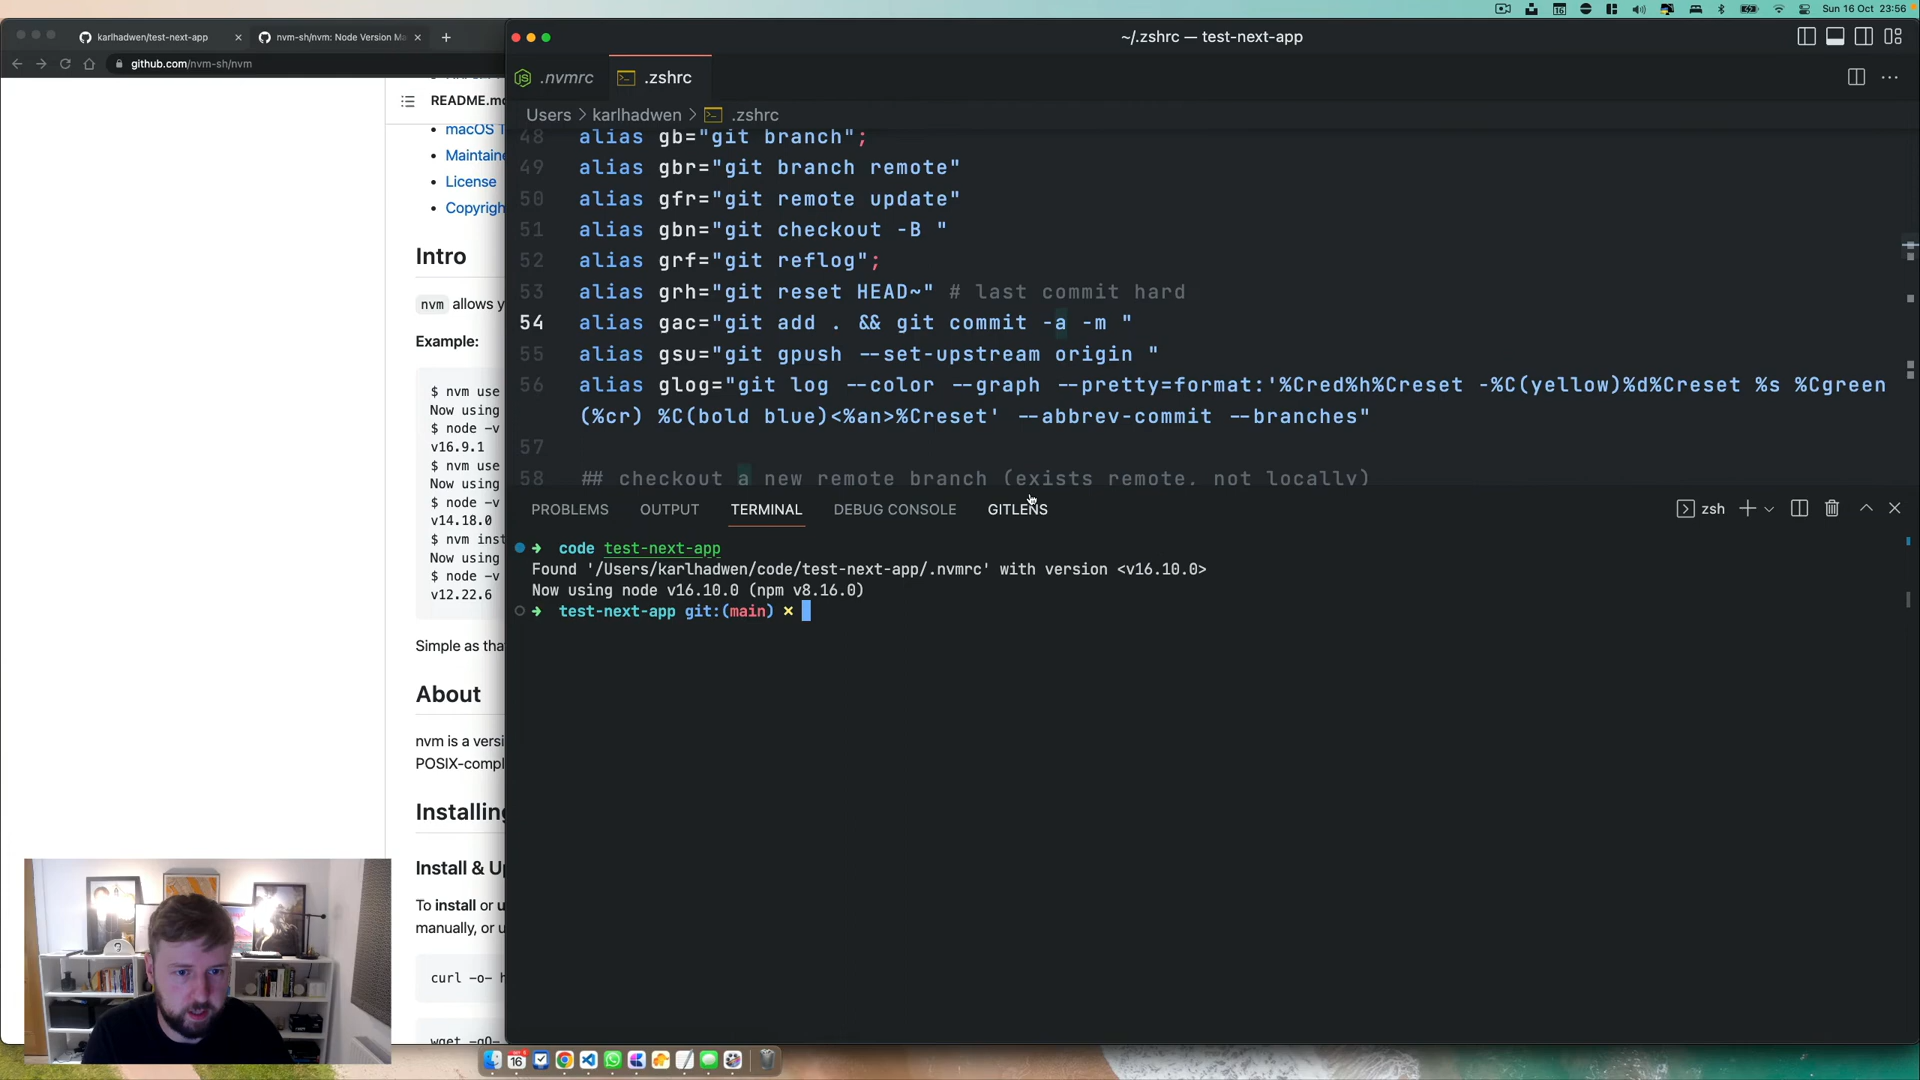 Sun 16 Oct 23:56
karlhadwen/test-next-app
nvm-sh/nvm: Node Version Ma
github.com/nvm-sh/nvm
README.m
macOS T
Maintaine
License
Copyrigh
Intro
nvm allows y
Example:
$ nvm use
Now using
$ node -v
v16.9.1
$ nvm use
Now using
$ node -v
v14.18.0
$ nvm inst
Now using
$ node -v
v12.22.6
Simple as tha
About
nvm is a versi
POSIX-compl
Installing
Install & Up
To install or u
manually, or u
curl -o- h
wget -qO-
~/.zshrc — test-next-app
.nvmrc
.zshrc
Users > karlhadwen > .zshrc
48 alias gb="git branch";
49 alias gbr="git branch remote"
50 alias gfr="git remote update"
51 alias gbn="git checkout -B "
52 alias grf="git reflog";
53 alias grh="git reset HEAD~" # last commit hard
54 alias gac="git add . && git commit -a -m "
55 alias gsu="git gpush --set-upstream origin "
56 alias glog="git log --color --graph --pretty=format:'%Cred%h%Creset -%C(yellow)%d%Creset %s %Cgreen
(%cr) %C(bold blue)<%an>%Creset' --abbrev-commit --branches"
57
58 ## checkout a new remote branch (exists remote, not locally)
PROBLEMS OUTPUT TERMINAL DEBUG CONSOLE GITLENS
zsh
➜ code test-next-app
Found '/Users/karlhadwen/code/test-next-app/.nvmrc' with version <v16.10.0>
Now using node v16.10.0 (npm v8.16.0)
➜ test-next-app git:(main) ×
16